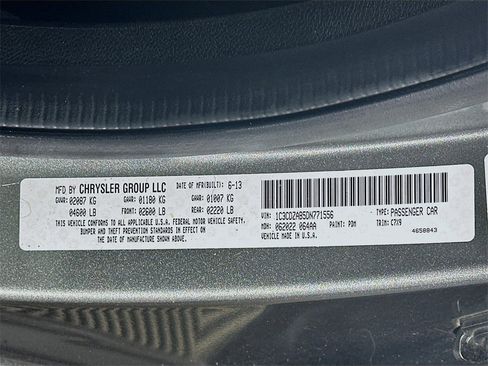 MFD BY CHRYSLER GROUP LLC DATE OF MFR(BUILT): 6-13
GVWR: 02087 KG GAWR: 01180 KG GAWR: 01007 KG
04600 LB FRONT: 02600 LB REAR: 02220 LB
THIS VEHICLE CONFORMS TO ALL APPLICABLE U.S.A. FEDERAL MOTOR VEHICLE SAFETY,
BUMPER AND THEFT PREVENTION STANDARDS IN EFFECT ON
THE DATE OF MANUFACTURE SHOWN ABOVE.
VIN: 1C3CDZAB5DN771556 TYPE: PASSENGER CAR
MDH: 062022 064AA PAINT: PDM TRIM: C7X9
VEHICLE MADE IN U.S.A. 4658843